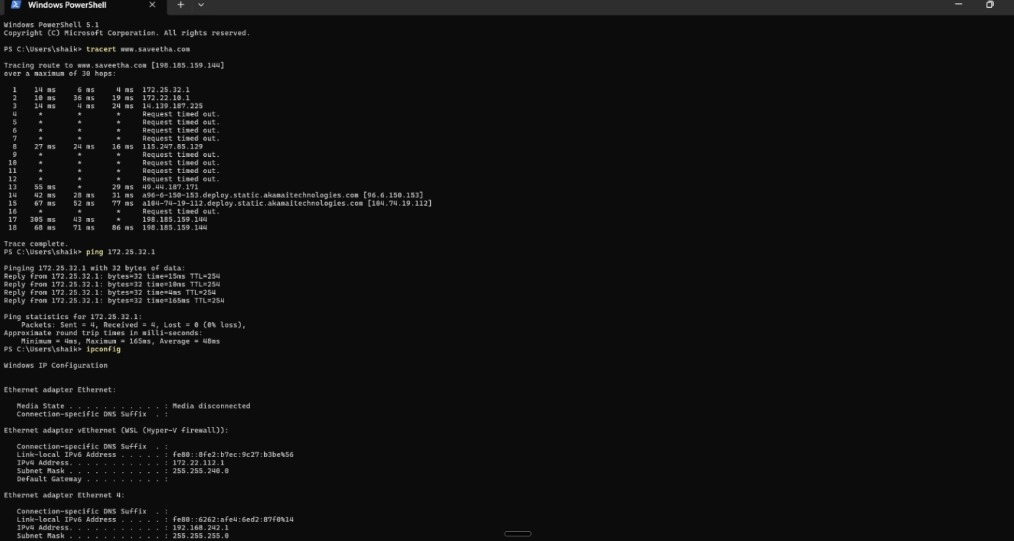 Windows PowerShell
Windows PowerShell 5.1
Copyright (C) Microsoft Corporation. All rights reserved.
PS C:\Users\shaik> tracert www.saveetha.com
Tracing route to www.saveetha.com [198.185.159.144]
over a maximum of 30 hops:
1 14 ms 6 ms 4 ms 172.25.32.1
2 10 ms 36 ms 19 ms 172.22.10.1
3 14 ms 4 ms 24 ms 14.139.187.225
4 * * * Request timed out.
5 * * * Request timed out.
6 * * * Request timed out.
7 * * * Request timed out.
8 27 ms 24 ms 16 ms 115.247.85.129
9 * * * Request timed out.
10 * * * Request timed out.
11 * * * Request timed out.
12 * * * Request timed out.
13 55 ms * 29 ms 49.44.187.171
14 42 ms 28 ms 31 ms a96-6-150-153.deploy.static.akamaitechnologies.com [96.6.150.153]
15 67 ms 52 ms 77 ms a104-74-19-112.deploy.static.akamaitechnologies.com [104.74.19.112]
16 * * * Request timed out.
17 305 ms 43 ms * 198.185.159.144
18 68 ms 71 ms 86 ms 198.185.159.144
Trace complete.
PS C:\Users\shaik> ping 172.25.32.1
Pinging 172.25.32.1 with 32 bytes of data:
Reply from 172.25.32.1: bytes=32 time=15ms TTL=254
Reply from 172.25.32.1: bytes=32 time=10ms TTL=254
Reply from 172.25.32.1: bytes=32 time=4ms TTL=254
Reply from 172.25.32.1: bytes=32 time=165ms TTL=254
Ping statistics for 172.25.32.1:
Packets: Sent = 4, Received = 4, Lost = 0 (0% loss),
Approximate round trip times in milli-seconds:
Minimum = 4ms, Maximum = 165ms, Average = 48ms
PS C:\Users\shaik> ipconfig
Windows IP Configuration
Ethernet adapter Ethernet:
Media State . . . . . . . . . . . : Media disconnected
Connection-specific DNS Suffix . :
Ethernet adapter vEthernet (WSL (Hyper-V firewall)):
Connection-specific DNS Suffix . :
Link-local IPv6 Address . . . . . : fe80::8fe2:b7ec:9c27:b3be%56
IPv4 Address. . . . . . . . . . . : 172.22.112.1
Subnet Mask . . . . . . . . . . . : 255.255.240.0
Default Gateway . . . . . . . . . :
Ethernet adapter Ethernet 4:
Connection-specific DNS Suffix . :
Link-local IPv6 Address . . . . . : fe80::6262:afe4:6ed2:87f0%14
IPv4 Address. . . . . . . . . . . : 192.168.242.1
Subnet Mask . . . . . . . . . . . : 255.255.255.0